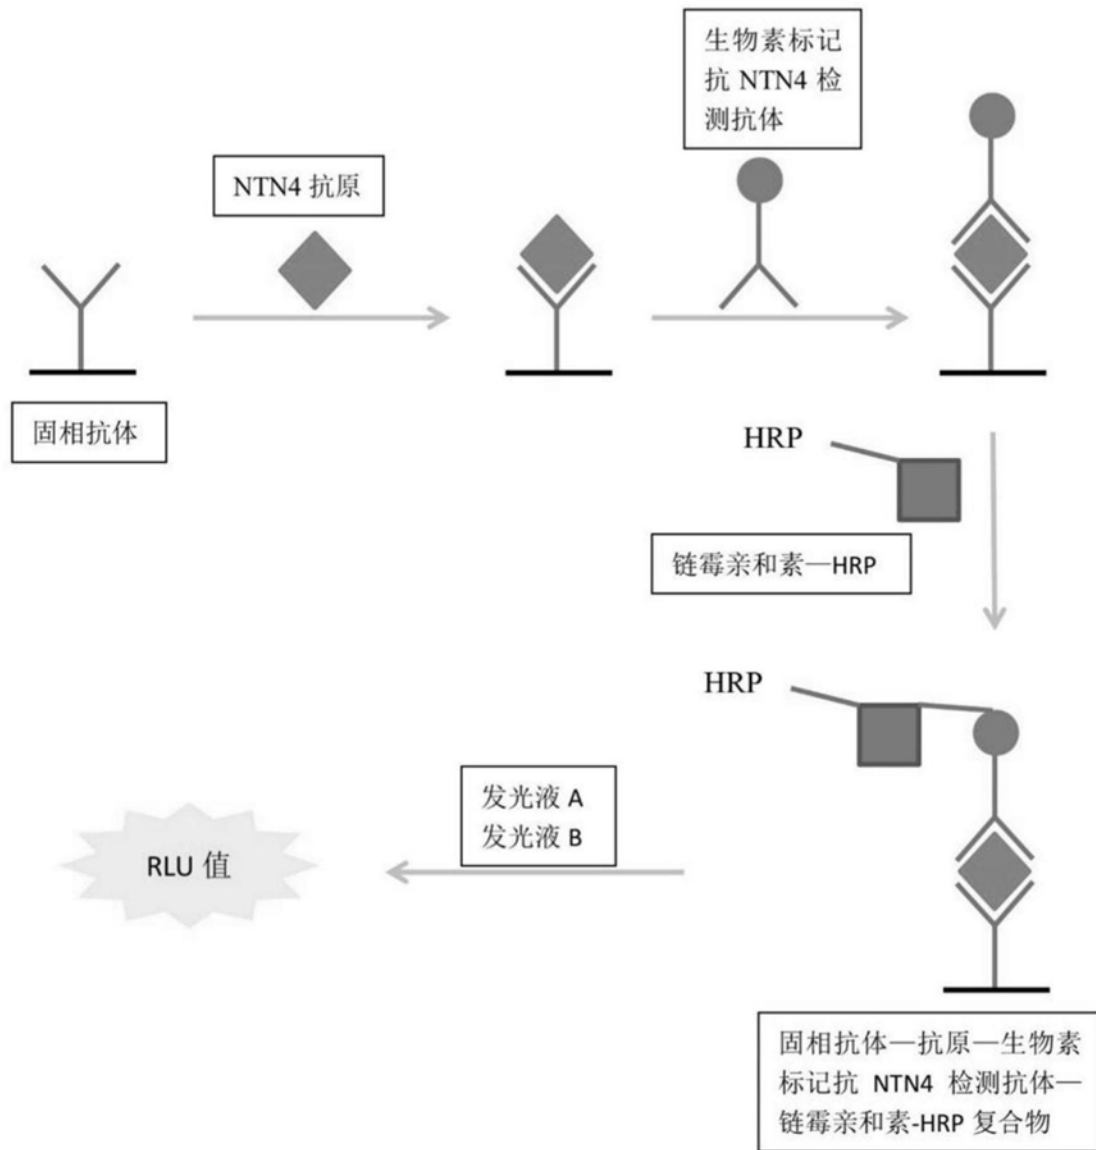 生物素标记
抗 NTN4 检
测抗体
NTN4 抗原
固相抗体
HRP
链霉亲和素—HRP
HRP
发光液 A
发光液 B
RLU 值
固相抗体—抗原—生物素
标记抗 NTN4 检测抗体—
链霉亲和素-HRP 复合物